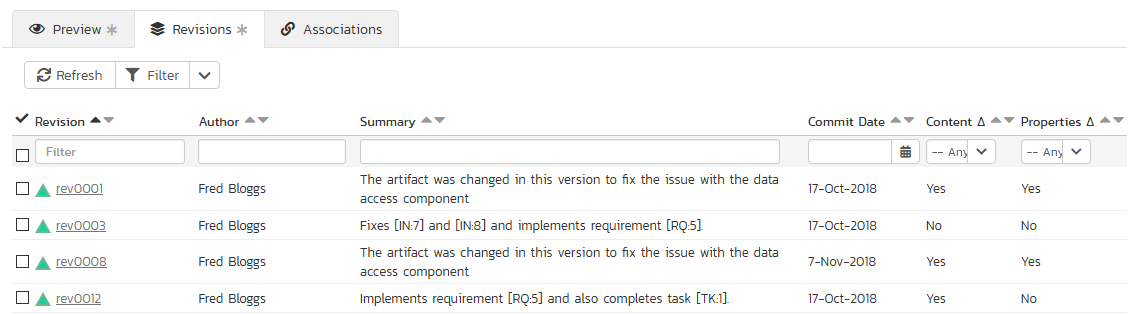 Preview * Revisions * Associations
Refresh Filter
Revision Author Summary Commit Date Content Δ Properties Δ
Filter -- Any -- Any
rev0001 Fred Bloggs The artifact was changed in this version to fix the issue with the data 17-Oct-2018 Yes Yes
access component
rev0003 Fred Bloggs Fixes [IN:7] and [IN:8] and implements requirement [RQ:5]. 17-Oct-2018 No No
rev0008 Fred Bloggs The artifact was changed in this version to fix the issue with the data 7-Nov-2018 Yes Yes
access component
rev0012 Fred Bloggs Implements requirement [RQ:5] and also completes task [TK:1]. 17-Oct-2018 Yes No